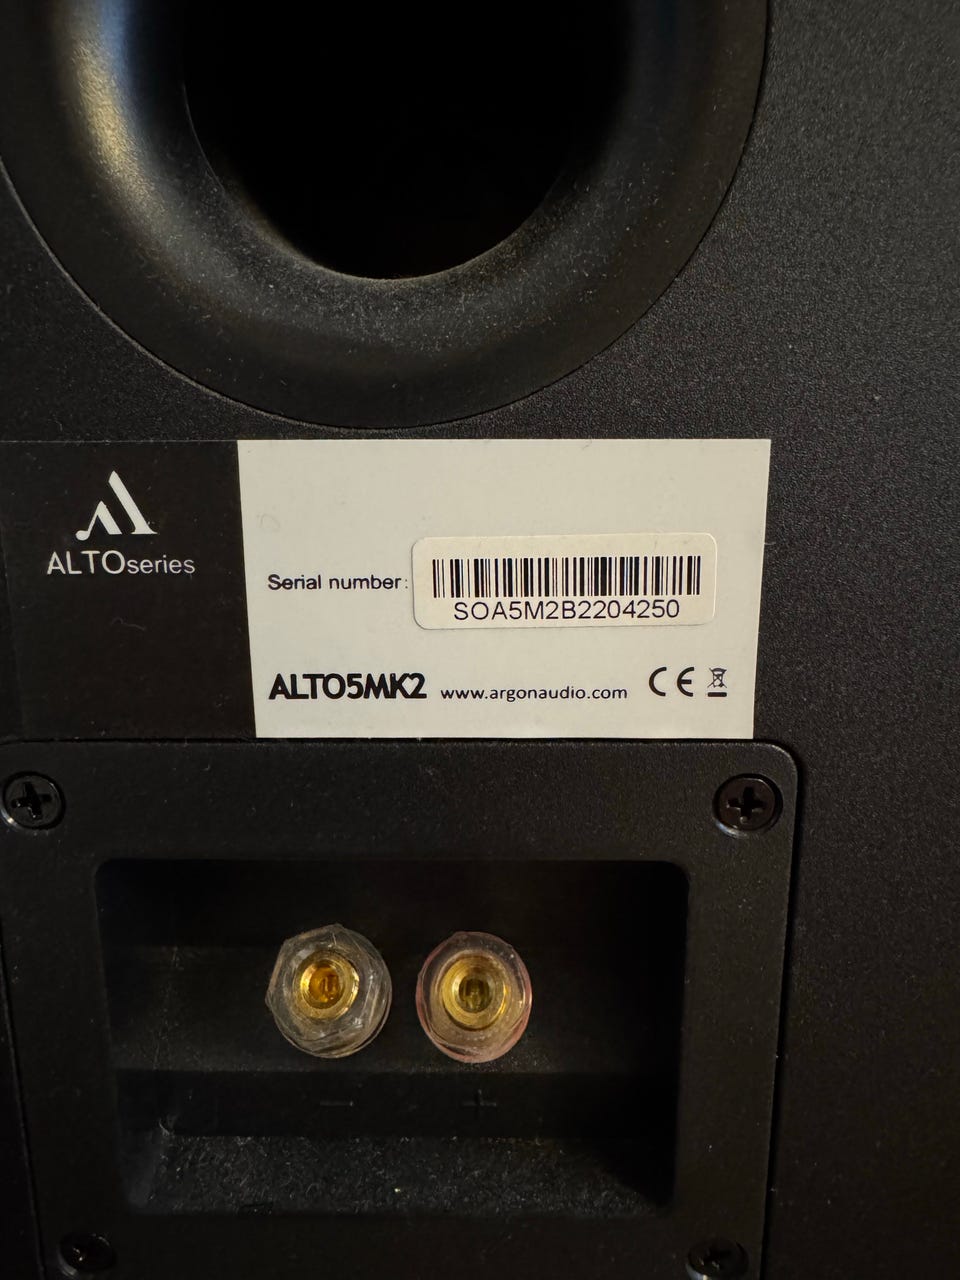 ALTOseries
Serial number:
SOA5M2B2204250
ALTO5MK2 www.argonaudio.com CE
− +